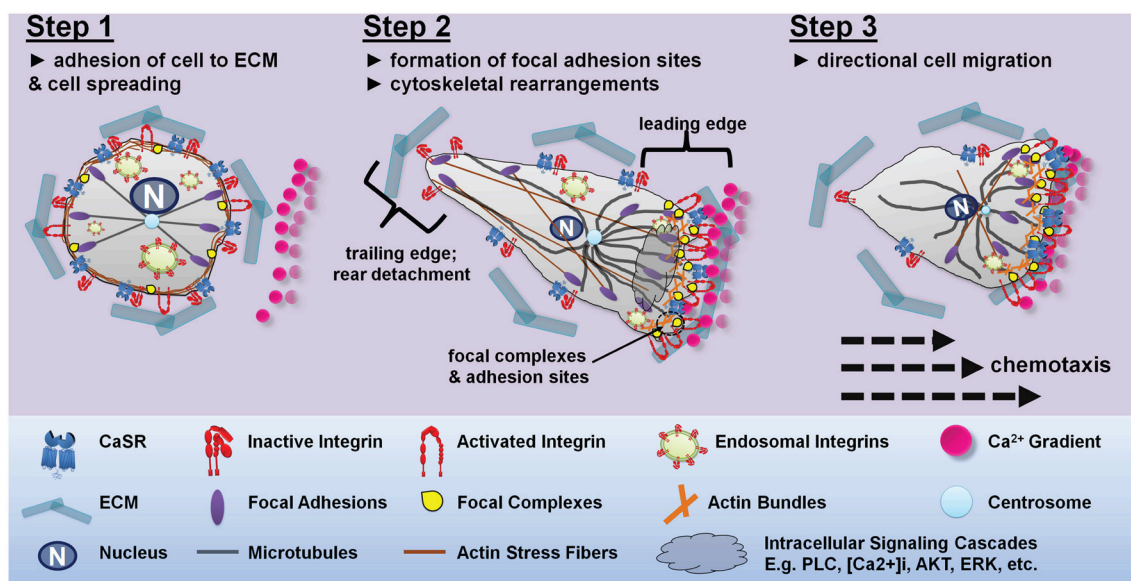 Step 1
► adhesion of cell to ECM
& cell spreading
Step 2
► formation of focal adhesion sites
► cytoskeletal rearrangements
Step 3
► directional cell migration
N
leading edge
N
trailing edge;
rear detachment
focal complexes
& adhesion sites
N
chemotaxis
CaSR
Inactive Integrin
Activated Integrin
Endosomal Integrins
Ca²⁺ Gradient
ECM
Focal Adhesions
Focal Complexes
Actin Bundles
Centrosome
N
Nucleus
Microtubules
Actin Stress Fibers
Intracellular Signaling Cascades
E.g. PLC, [Ca2+]i, AKT, ERK, etc.